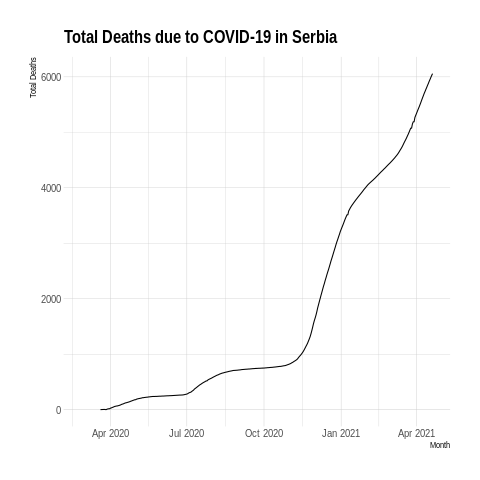 Total Deaths due to COVID-19 in Serbia
Total Deaths
6000
4000
2000
0
Apr 2020 Jul 2020 Oct 2020 Jan 2021 Apr 2021
Month